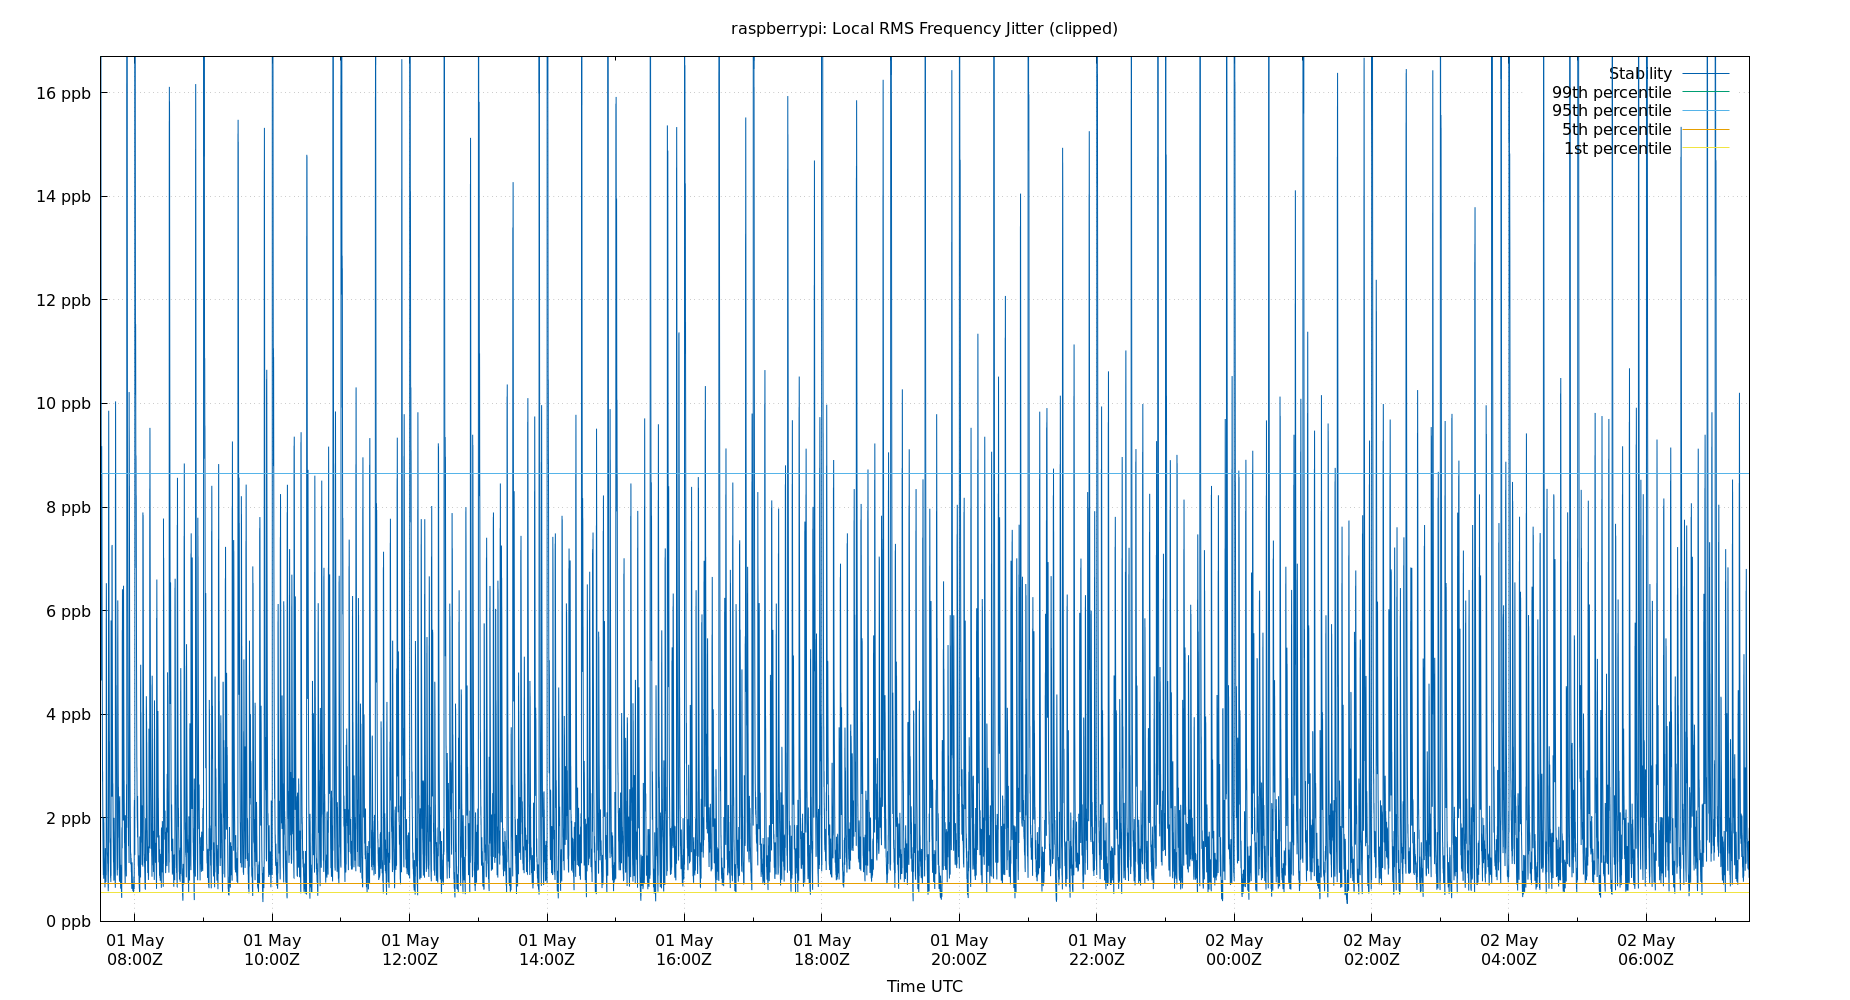 raspberrypi: Local RMS Frequency Jitter (clipped)
16 ppb
14 ppb
12 ppb
10 ppb
8 ppb
6 ppb
4 ppb
2 ppb
0 ppb
Stability
99th percentile
95th percentile
5th percentile
1st percentile
01 May 01 May 01 May 01 May 01 May 01 May 01 May 01 May 02 May 02 May 02 May 02 May
08:00Z 10:00Z 12:00Z 14:00Z 16:00Z 18:00Z 20:00Z 22:00Z 00:00Z 02:00Z 04:00Z 06:00Z
Time UTC